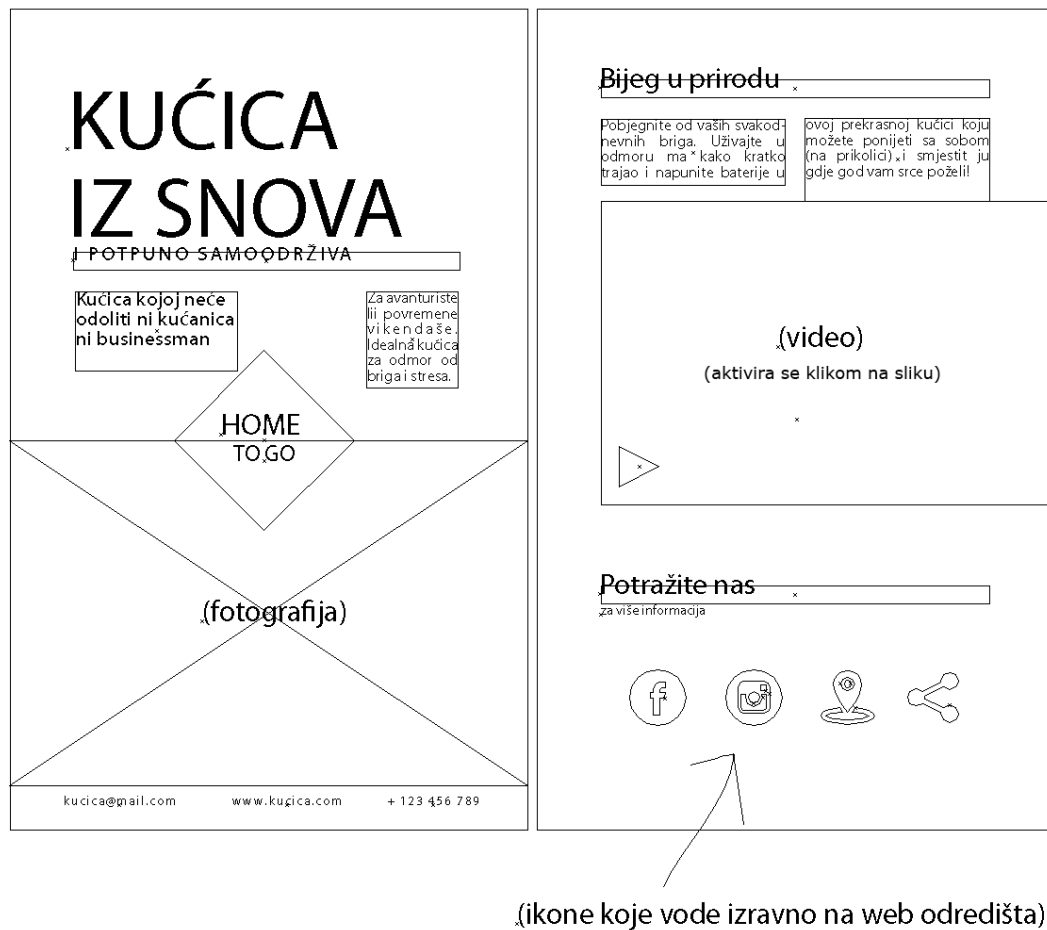 KUĆICA
IZ SNOVA
I POTPUNO SAMOODRŽIVA
Kućica kojoj neće
odoliti ni kućanica
ni businessman
Za avanturiste
lii povremene
vikendaše.
Idealna kućica
za odmor od
briga i stresa.
HOME
TO GO
(fotografija)
kucica@mail.com www.kucica.com + 123 456 789
Bijeg u prirodu
Pobjegnite od vaših svakod-
nevnih briga. Uživajte u
odmoru ma kako kratko
trajao i napunite baterije u
ovoj prekrasnoj kućici koju
možete ponijeti sa sobom
(na prikolici) i smjestit ju
gdje god vam srce poželi!
(video)
(aktivira se klikom na sliku)
Potražite nas
za više informacija
(ikone koje vode izravno na web odredišta)